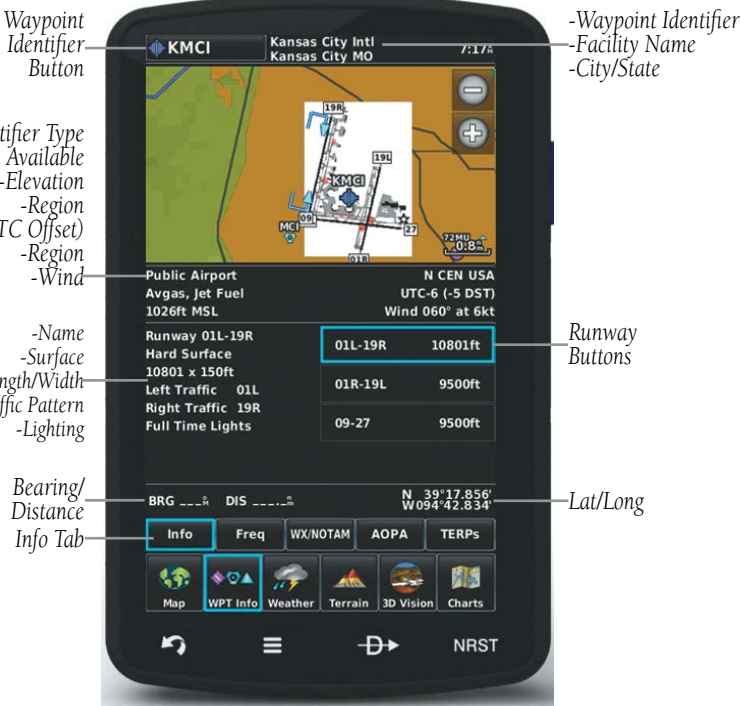 Waypoint
Identifier
Button
KMCI
Kansas City Intl
Kansas City MO
7:17
-Waypoint Identifier
-Facility Name
-City/State
19R
19L
KMCI
MCI
09
27
01R
72MU
0.8
tifier Type
Available
-Elevation
-Region
TC Offset)
-Region
-Wind
Public Airport
N CEN USA
Avgas, Jet Fuel
UTC-6 (-5 DST)
1026ft MSL
Wind 060° at 6kt
-Name
-Surface
ngth/Width
ffic Pattern
-Lighting
Runway 01L-19R
Hard Surface
10801 x 150ft
Left Traffic 01L
Right Traffic 19R
Full Time Lights
01L-19R 10801ft
01R-19L 9500ft
09-27 9500ft
Runway
Buttons
Bearing/
Distance
BRG ___°M DIS ___._nm
N 39°17.856'
W094°42.834'
Lat/Long
Info Tab
Info Freq WX/NOTAM AOPA TERPs
Map WPT Info Weather Terrain 3D Vision Charts
D
NRST